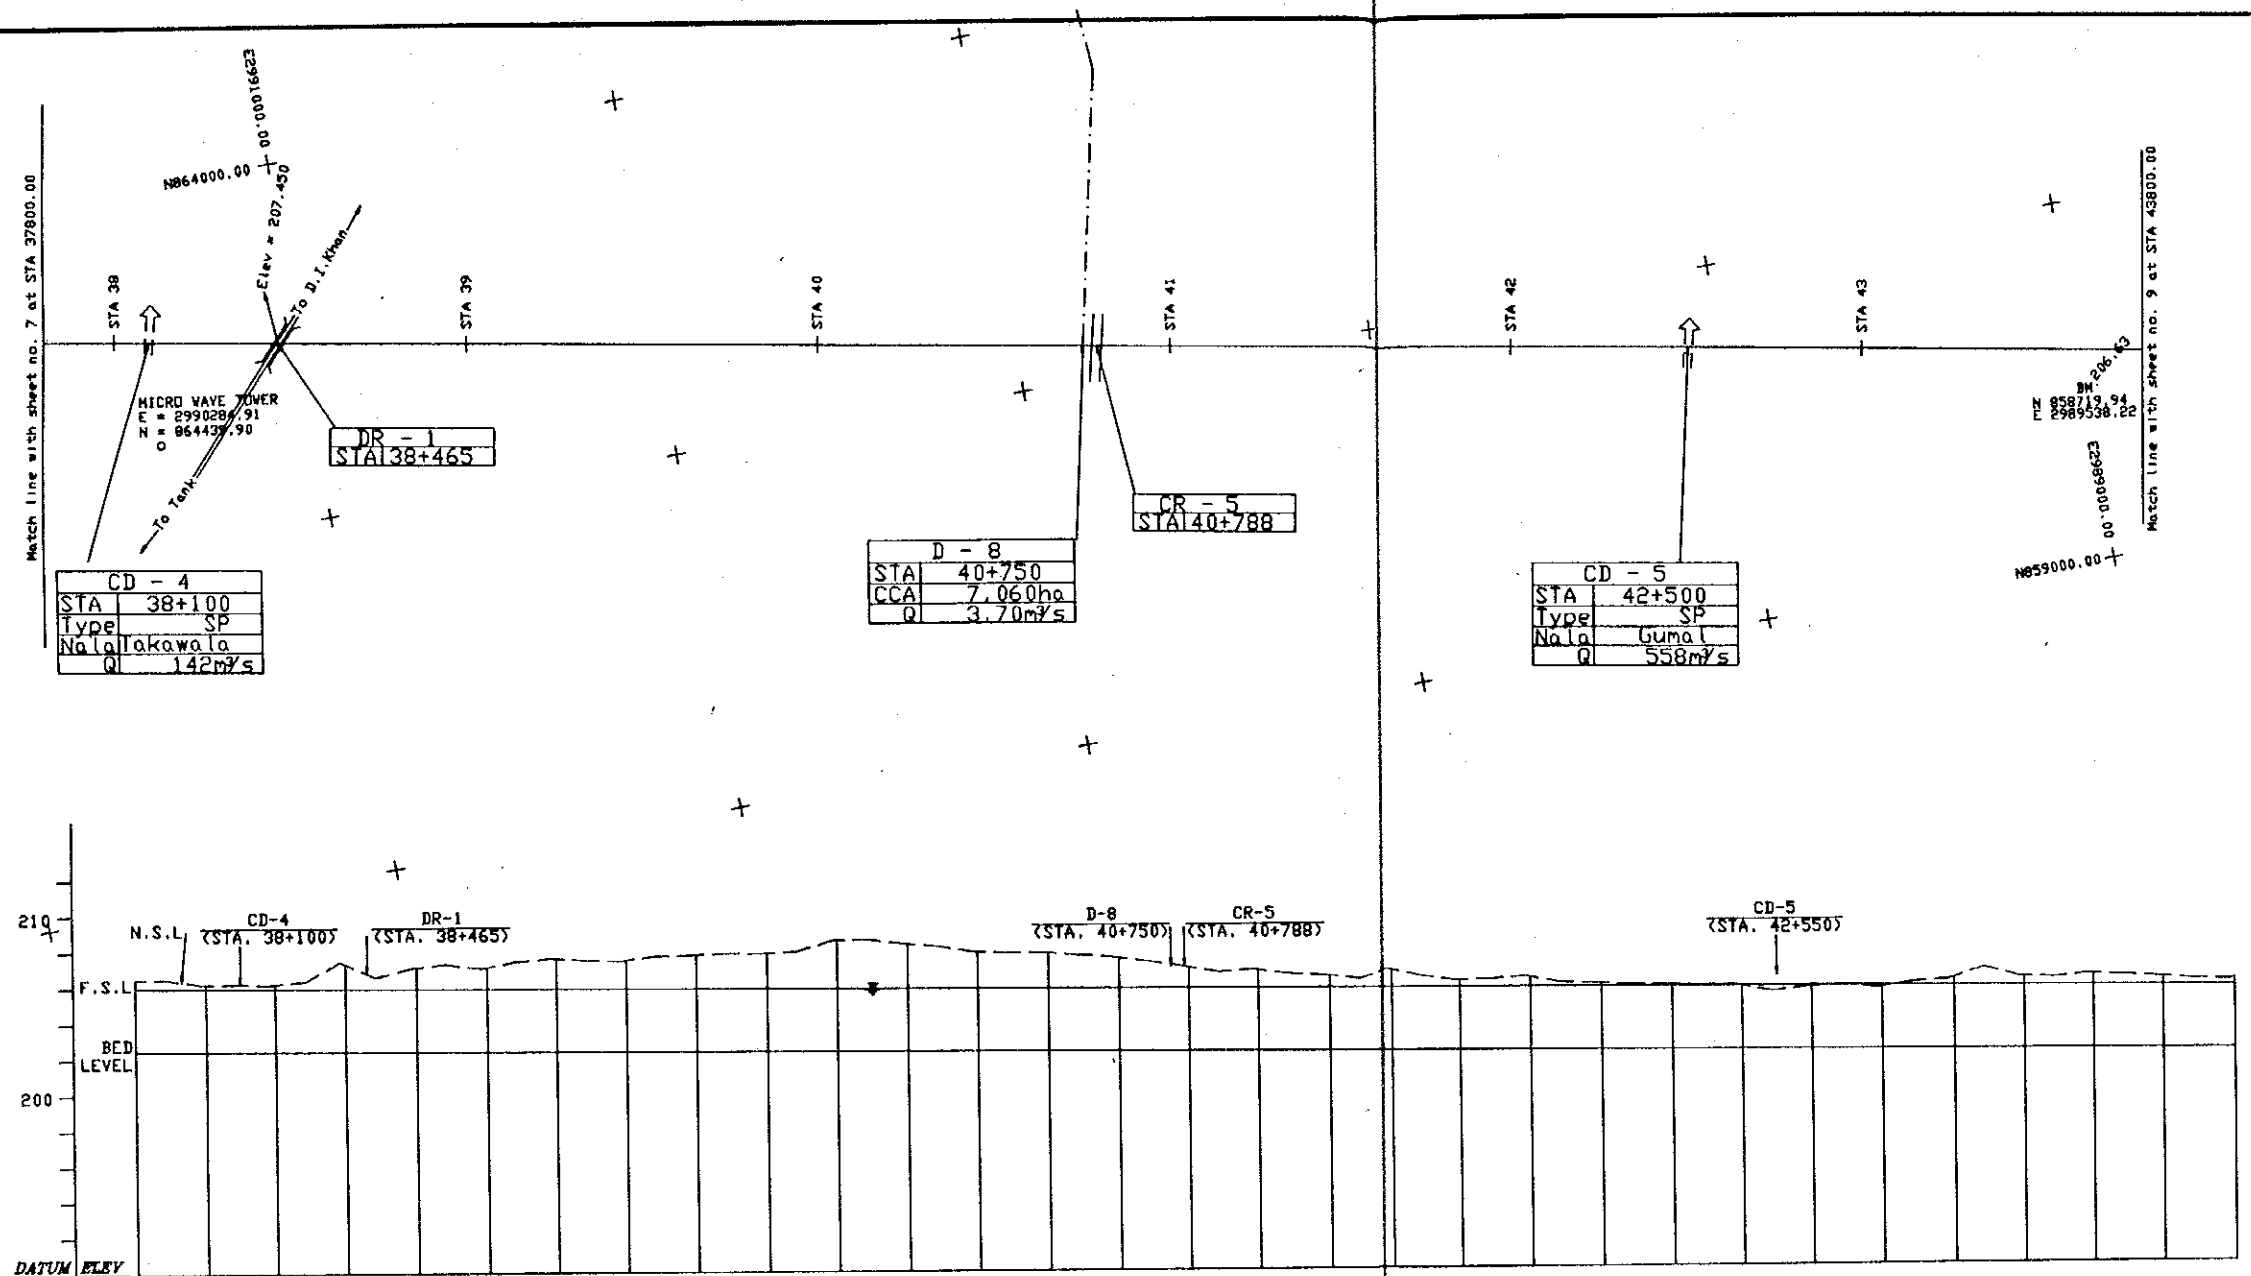 Match line with sheet no. 7 at STA 37800.00
E2991000.00
N864000.00
Elev = 207.450
To D.I.Khan
To Tank
STA 38
STA 39
STA 40
STA 41
STA 42
STA 43
MICRO WAVE TOWER
E = 2990284.91
N = 864439.90
DR - 1
STA 38+465
CR - 5
STA 40+788
D - 8
STA 40+750
CCA 7,060ha
Q 3.70m³/s
CD - 4
STA 38+100
Type SP
Nala Takawala
Q 142m³/s
CD - 5
STA 42+500
Type SP
Nala Gumal
Q 558m³/s
BM 206.63
N 858719.94
E 2989538.22
E2989000.00
N859000.00
Match line with sheet no. 9 at STA 43800.00
210
N.S.L
CD-4
(STA. 38+100)
DR-1
(STA. 38+465)
D-8
(STA. 40+750)
CR-5
(STA. 40+788)
CD-5
(STA. 42+550)
F.S.L
BED
LEVEL
200
DATUM ELEV